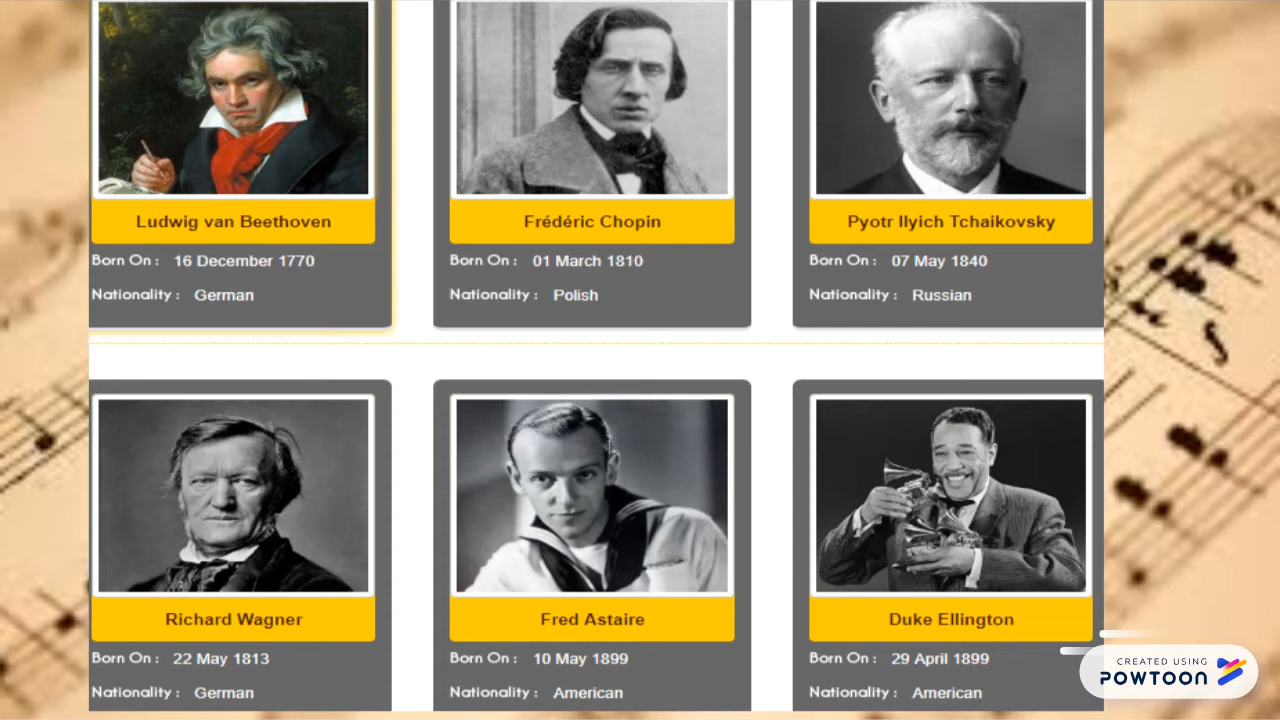 Ludwig van Beethoven
Born On : 16 December 1770
Nationality : German
Frédéric Chopin
Born On : 01 March 1810
Nationality : Polish
Pyotr Ilyich Tchaikovsky
Born On : 07 May 1840
Nationality : Russian
Richard Wagner
Born On : 22 May 1813
Nationality : German
Fred Astaire
Born On : 10 May 1899
Nationality : American
Duke Ellington
Born On : 29 April 1899
Nationality : American
CREATED USING
POWTOON